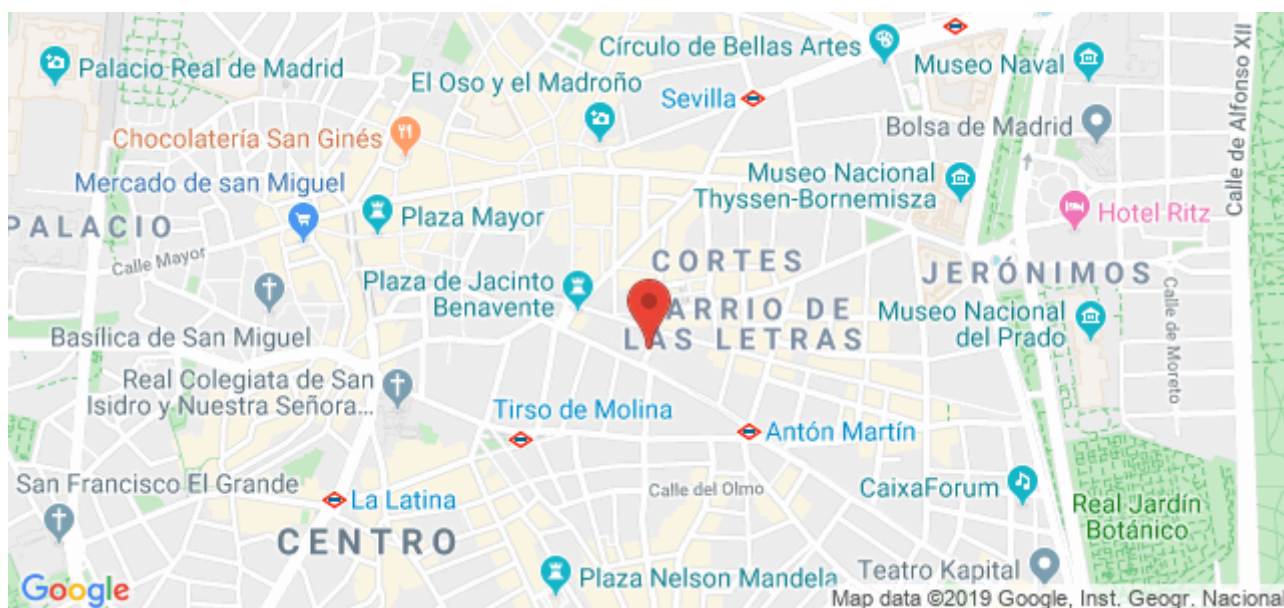 Palacio Real de Madrid
Círculo de Bellas Artes
Museo Naval
Calle de Alfonso XII
El Oso y el Madroño
Sevilla
Chocolatería San Ginés
Bolsa de Madrid
Mercado de san Miguel
Museo Nacional
Thyssen-Bornemisza
PALACIO
Plaza Mayor
Hotel Ritz
Calle Mayor
CORTES
JERÓNIMOS
Plaza de Jacinto
Benavente
ARRIO DE
LAS LETRAS
Museo Nacional
del Prado
Calle de Moreto
Basílica de San Miguel
Real Colegiata de San
Isidro y Nuestra Señora...
Tirso de Molina
Antón Martín
San Francisco El Grande
La Latina
Calle del Olmo
CaixaForum
Real Jardín
Botánico
CENTRO
Plaza Nelson Mandela
Teatro Kapital
Google
Map data ©2019 Google, Inst. Geogr. Naciona